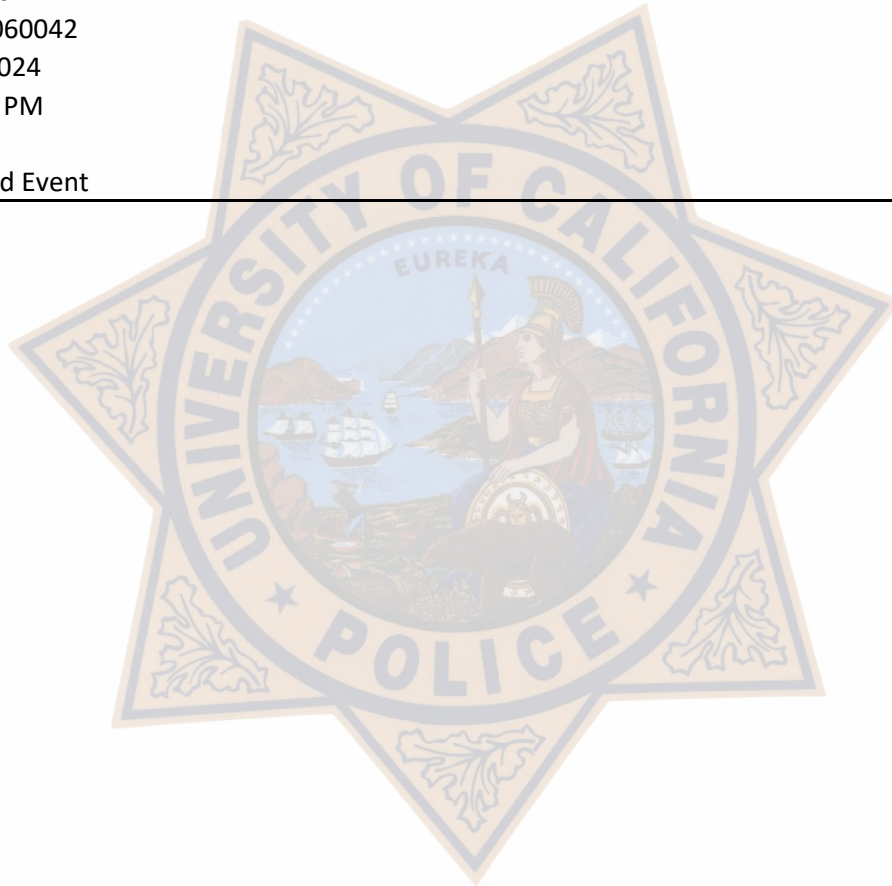 060042
024
PM
d Event
UNIVERSITY OF CALIFORNIA
EUREKA
★ POLICE ★